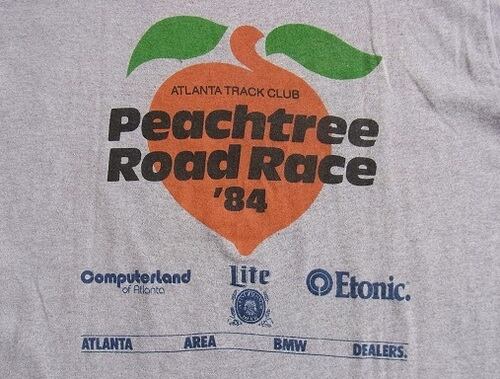 ATLANTA TRACK CLUB
Peachtree
Road Race
'84
Computerland
of Atlanta
Lite
Etonic.
ATLANTA AREA BMW DEALERS.